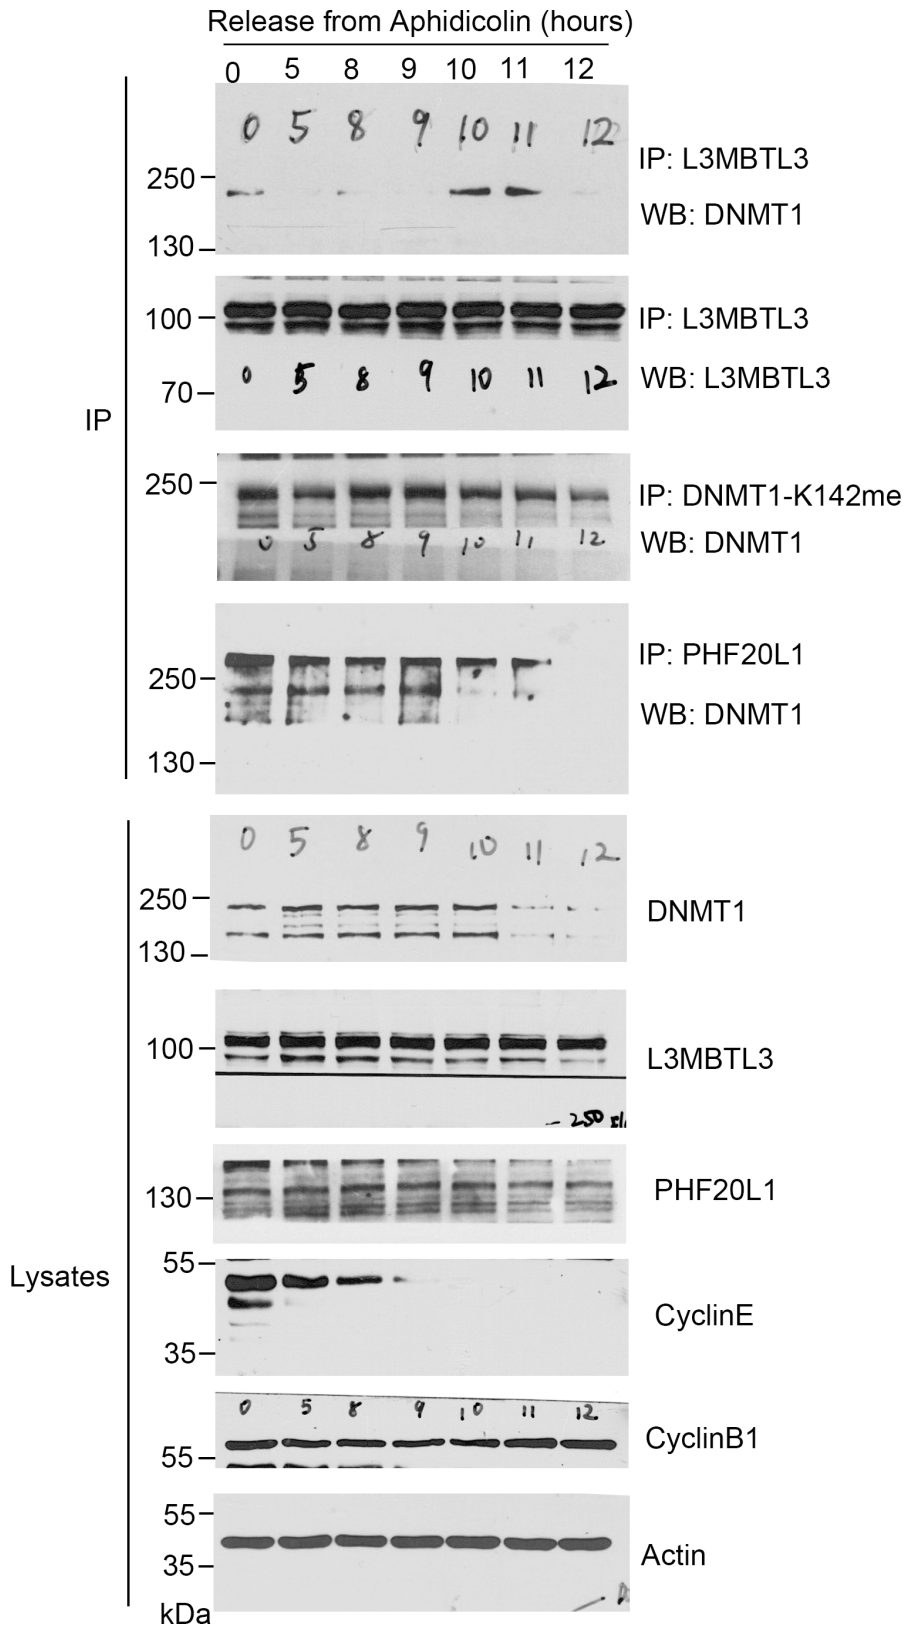 Release from Aphidicolin (hours)
0 5 8 9 10 11 12
0 5 8 9 10 11 12
IP: L3MBTL3
250
WB: DNMT1
130
100
IP: L3MBTL3
0 5 8 9 10 11 12
WB: L3MBTL3
70
IP
250
IP: DNMT1-K142me
0 5 8 9 10 11 12
WB: DNMT1
IP: PHF20L1
250
WB: DNMT1
130
0 5 8 9 10 11 12
250
DNMT1
130
100
L3MBTL3
- 250
130
PHF20L1
55
Lysates
CyclinE
35
0 5 8 9 10 11 12
CyclinB1
55
55
Actin
35
kDa